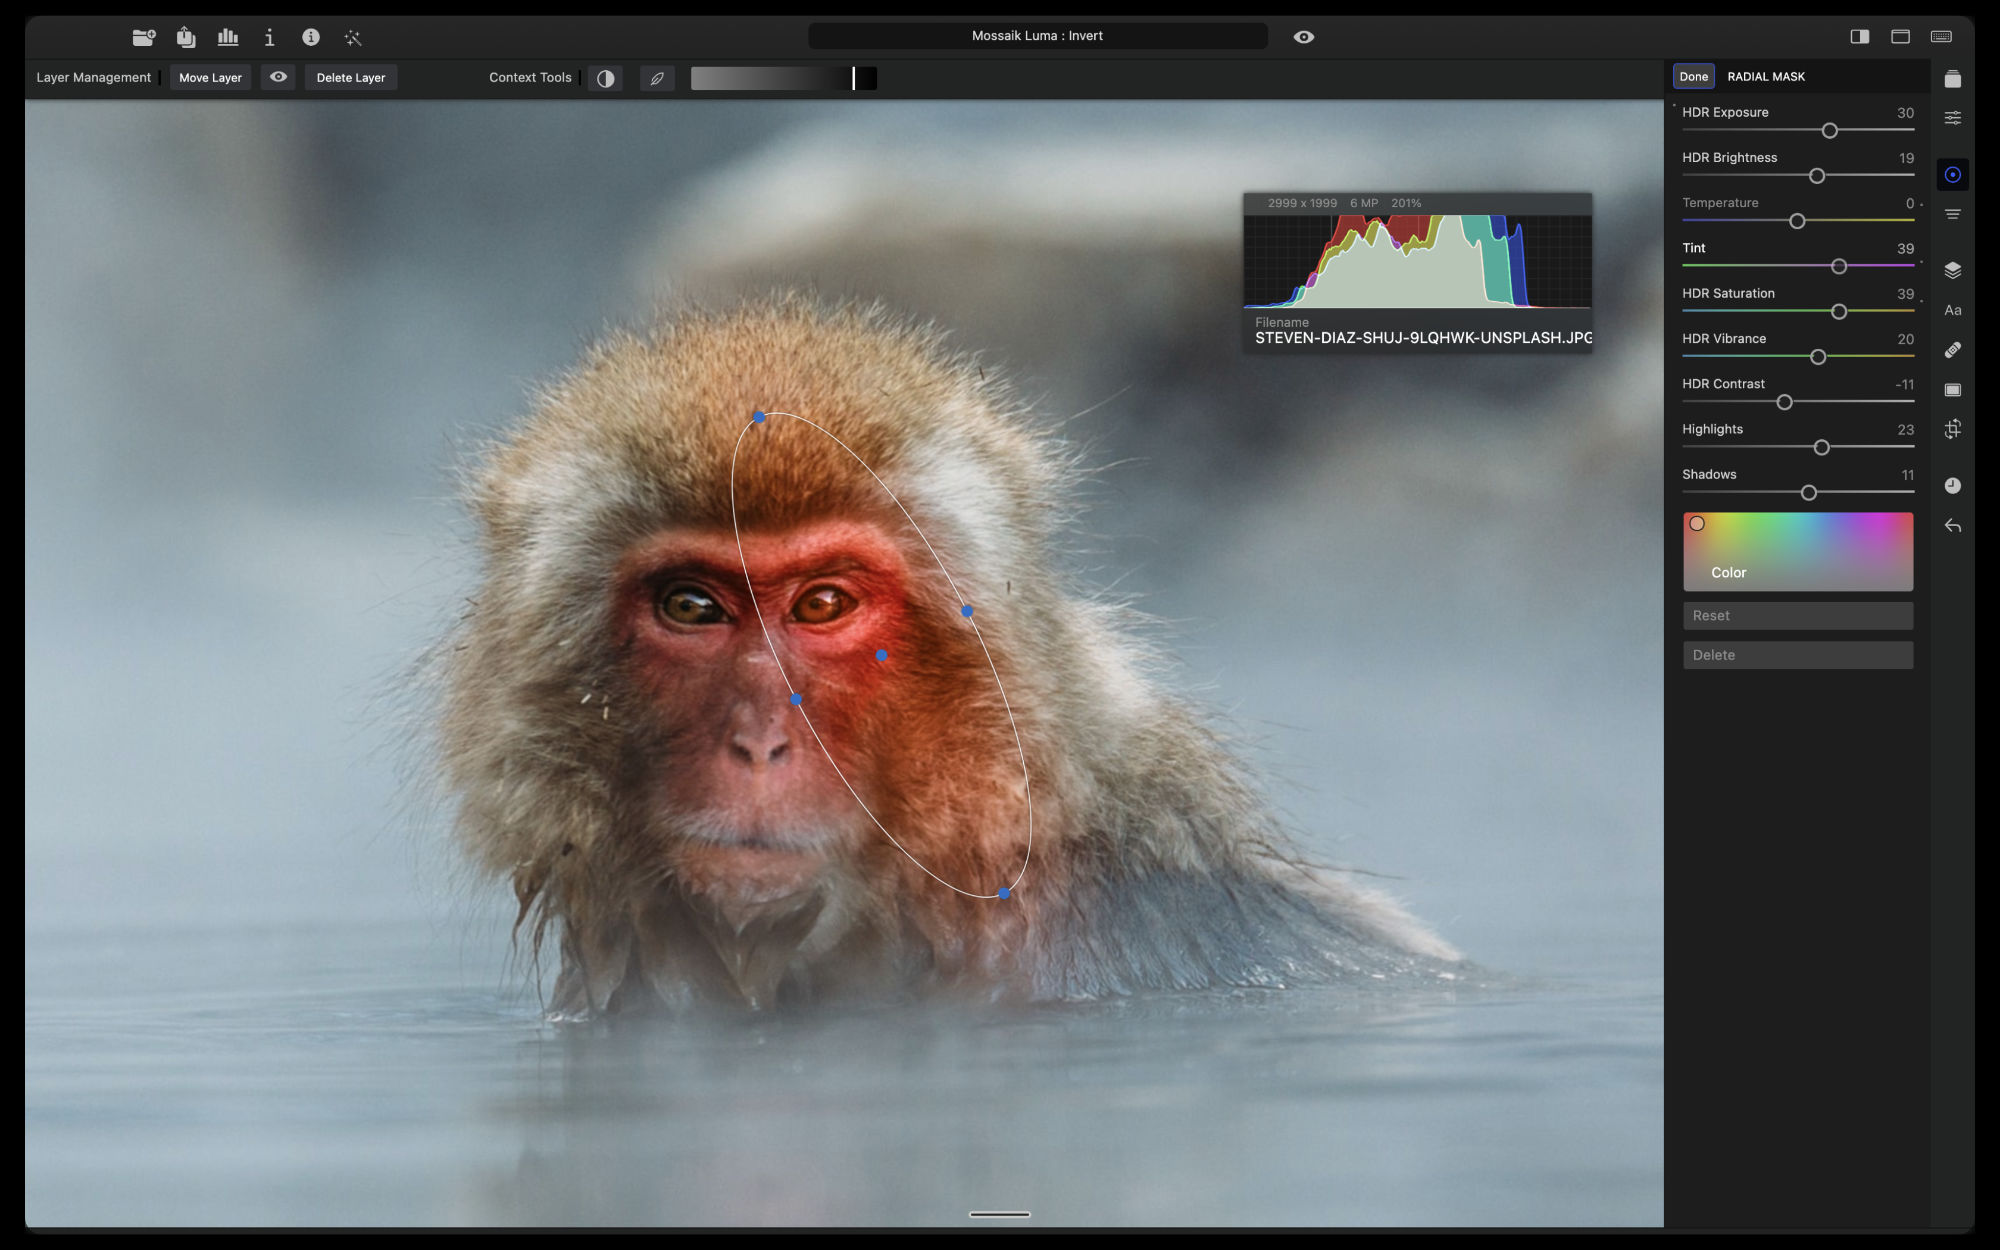 Mossaik Luma : Invert
Layer Management Move Layer Delete Layer Context Tools
Done RADIAL MASK
HDR Exposure 30
HDR Brightness 19
Temperature 0
Tint 39
HDR Saturation 39
HDR Vibrance 20
HDR Contrast -11
Highlights 23
Shadows 11
Color
Reset
Delete
Aa
2999 x 1999 6 MP 201%
Filename
STEVEN-DIAZ-SHUJ-9LQHWK-UNSPLASH.JPG